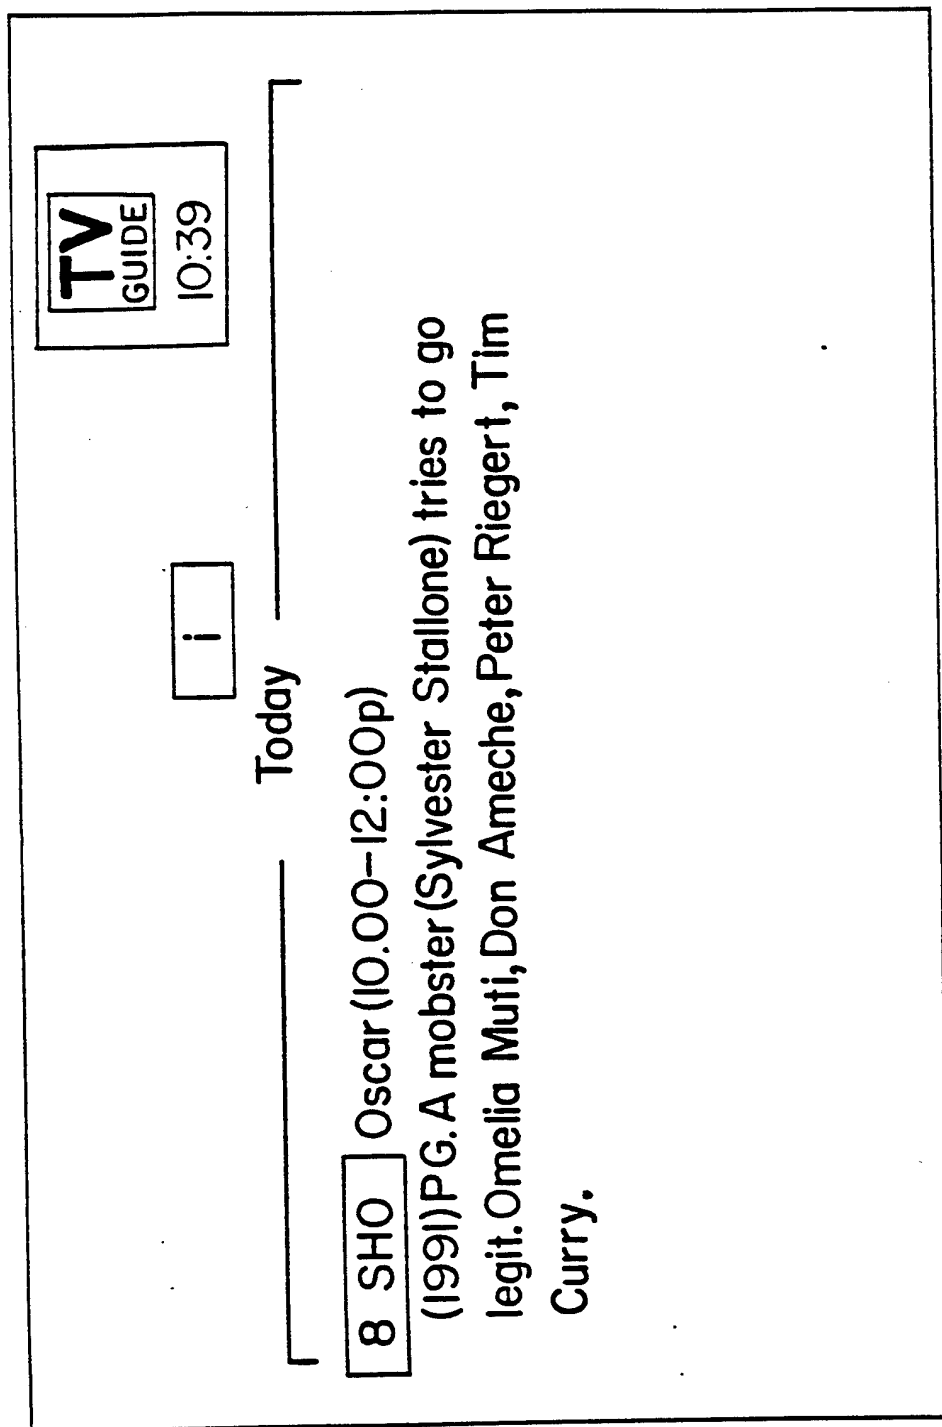 TV
GUIDE
10:39
i
Today
8 SHO Oscar (10.00-12:00p)
(1991) PG. A mobster (Sylvester Stallone) tries to go
legit. Omelia Muti, Don Ameche, Peter Riegert, Tim
Curry.